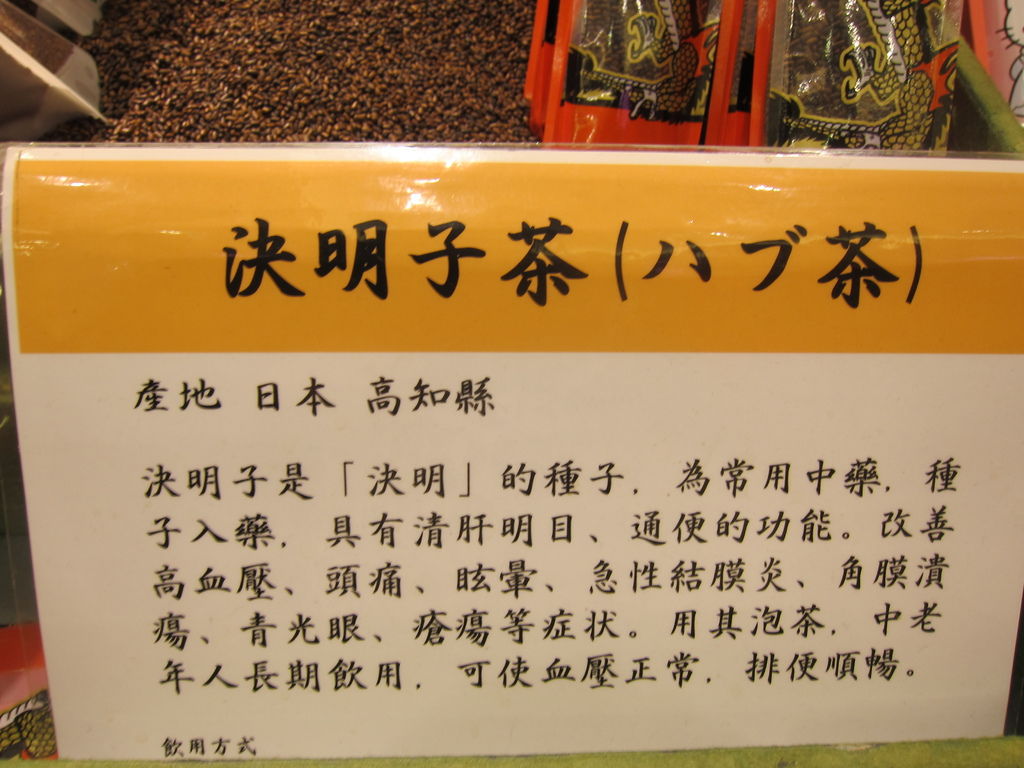 決明子茶(ハブ茶)
產地 日本 高知縣
決明子是「決明」的種子, 為常用中藥, 種
子入藥, 具有清肝明目、通便的功能。改善
高血壓、頭痛、眩暈、急性結膜炎、角膜潰
瘍、青光眼、瘡瘍等症状。用其泡茶, 中老
年人長期飲用, 可使血壓正常, 排便順暢。
飲用方式